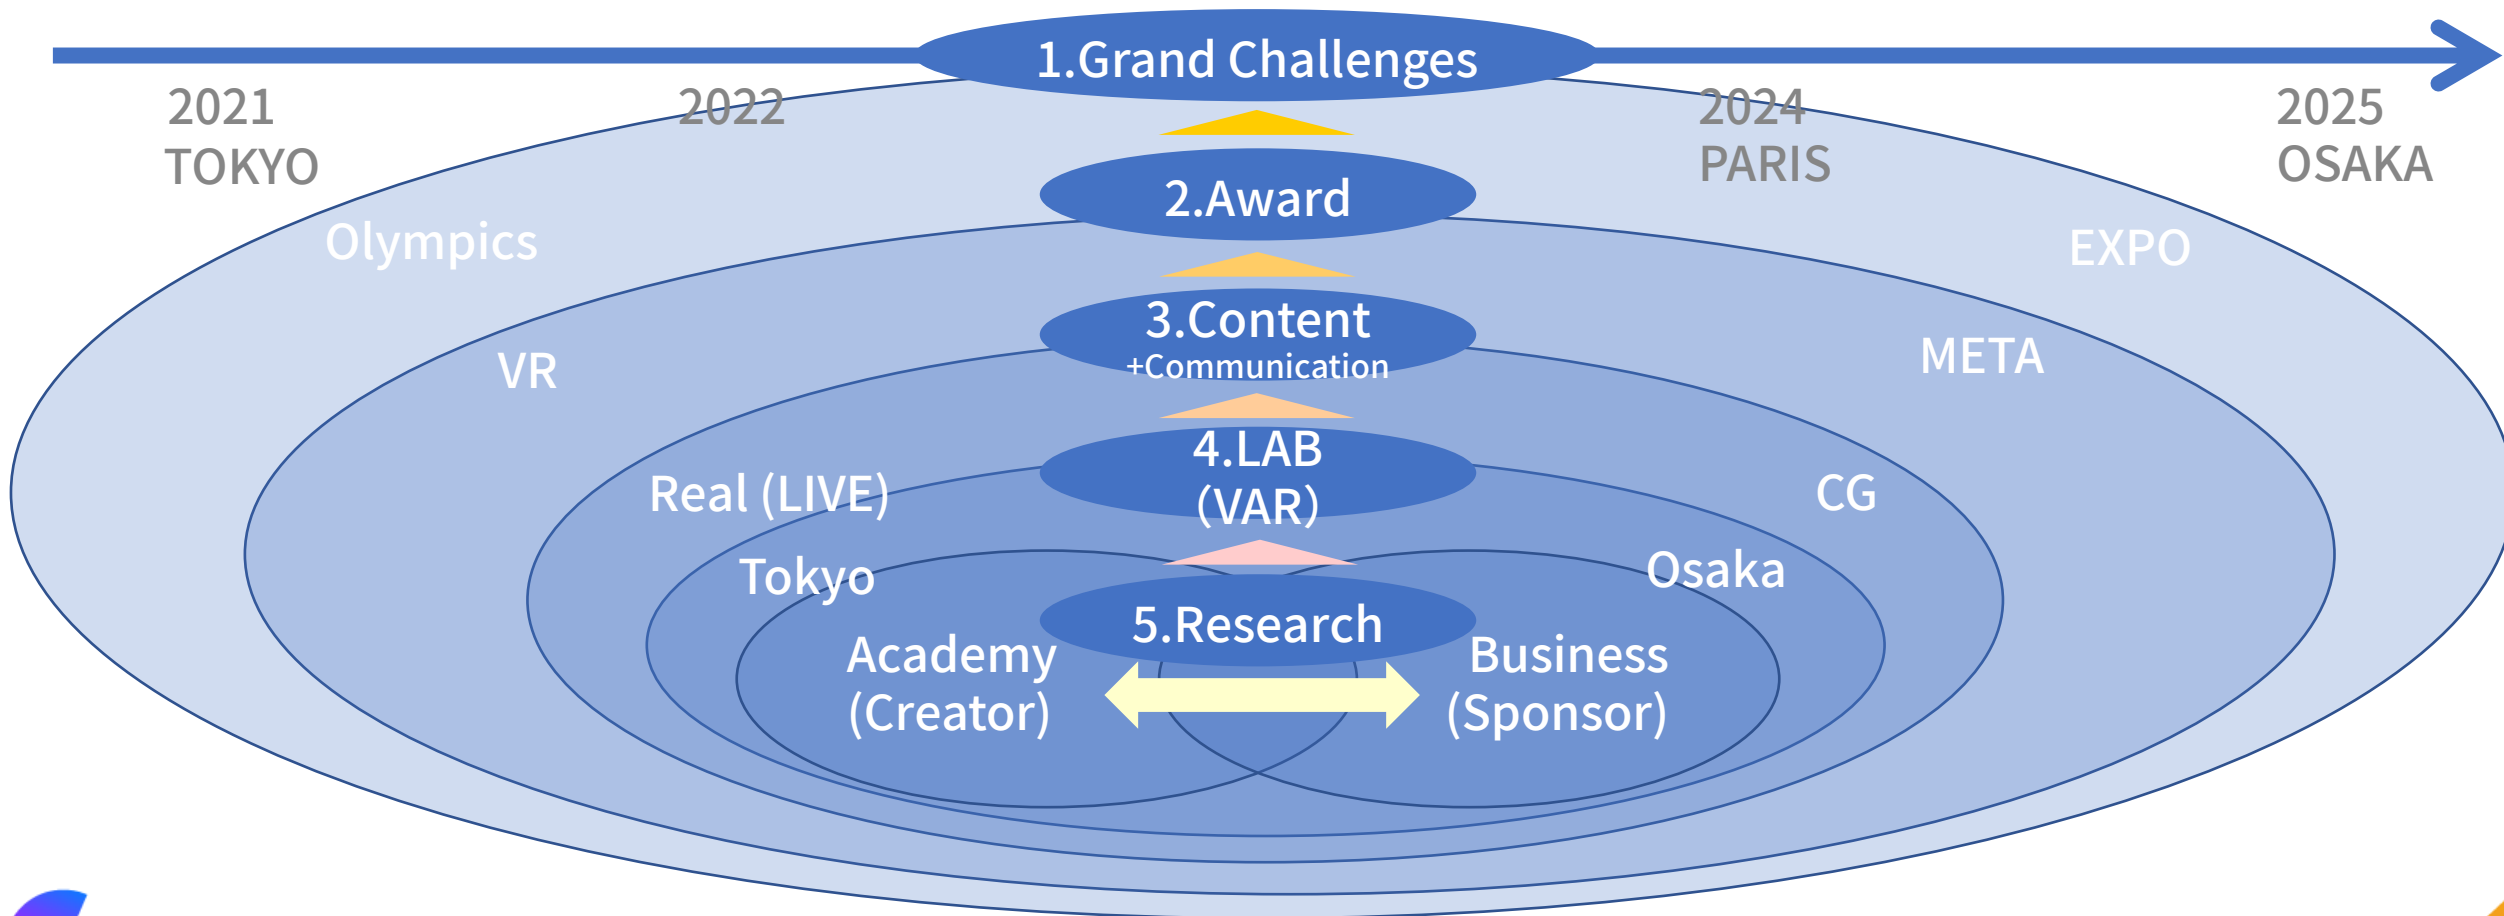 1.Grand Challenges
2021
TOKYO
2022
2024
PARIS
2025
OSAKA
2.Award
Olympics
EXPO
3.Content
+Communication
VR
META
4.LAB
(VAR)
Real (LIVE)
CG
Tokyo
Osaka
5.Research
Academy
(Creator)
Business
(Sponsor)